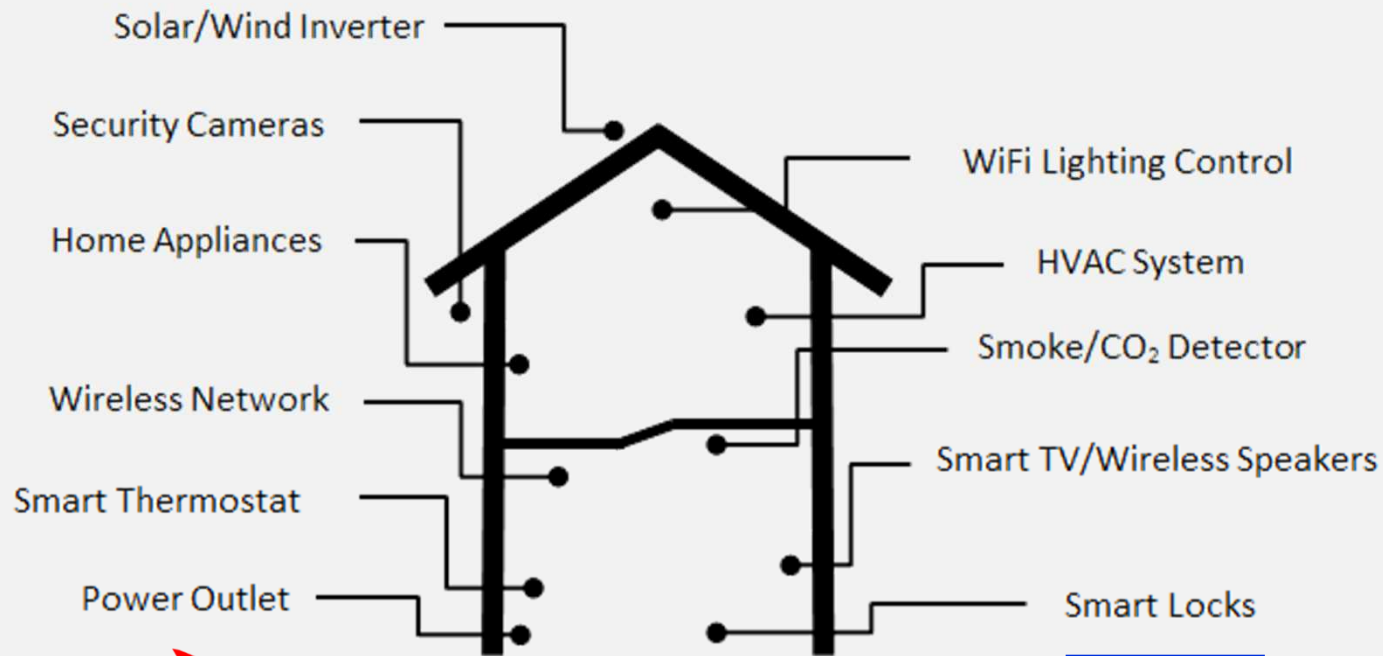 Solar/Wind Inverter
Security Cameras
Home Appliances
Wireless Network
Smart Thermostat
Power Outlet
WiFi Lighting Control
HVAC System
Smoke/CO₂ Detector
Smart TV/Wireless Speakers
Smart Locks